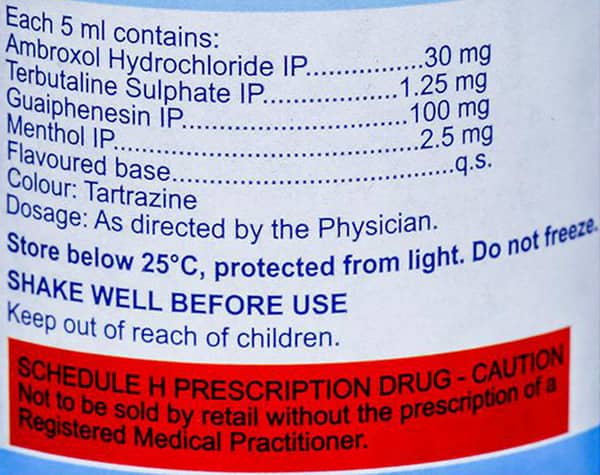 Each 5 ml contains:
Ambroxol Hydrochloride IP..............30 mg
Terbutaline Sulphate IP................1.25 mg
Guaiphenesin IP...........................100 mg
Menthol IP....................................2.5 mg
Flavoured base.................................q.s.
Colour: Tartrazine
Dosage: As directed by the Physician.
Store below 25°C, protected from light. Do not freeze.
SHAKE WELL BEFORE USE
Keep out of reach of children.
SCHEDULE H PRESCRIPTION DRUG - CAUTION
Not to be sold by retail without the prescription of a
Registered Medical Practitioner.